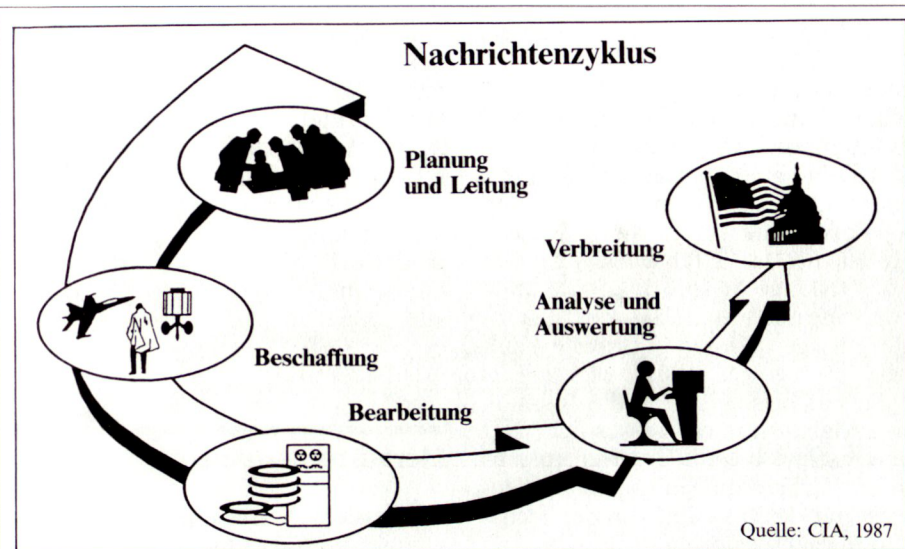 Nachrichtenzyklus
Planung
und Leitung
Verbreitung
Analyse und
Auswertung
Beschaffung
Bearbeitung
Quelle: CIA, 1987